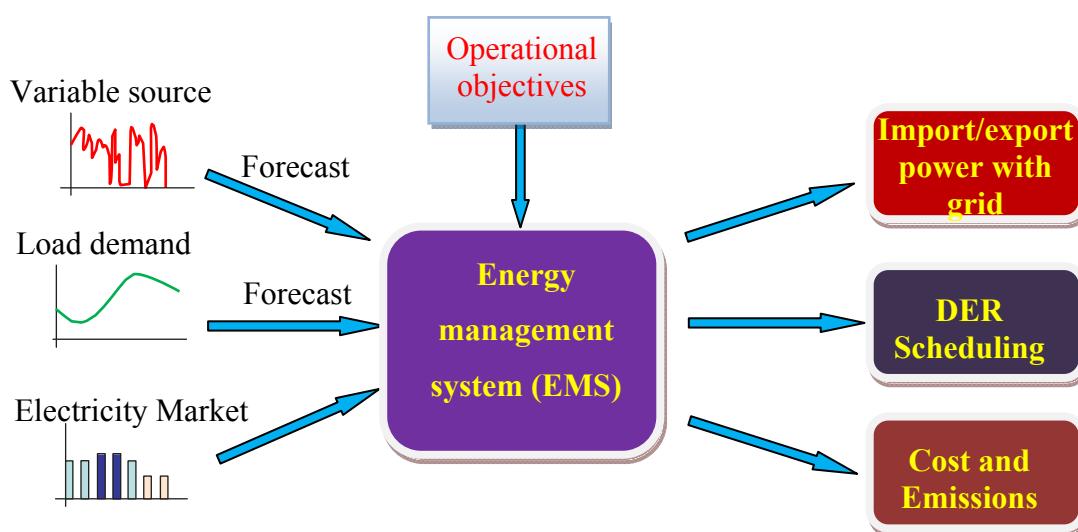 Operational
objectives
Variable source
Forecast
Load demand
Forecast
Electricity Market
Energy
management
system (EMS)
Import/export
power with
grid
DER
Scheduling
Cost and
Emissions